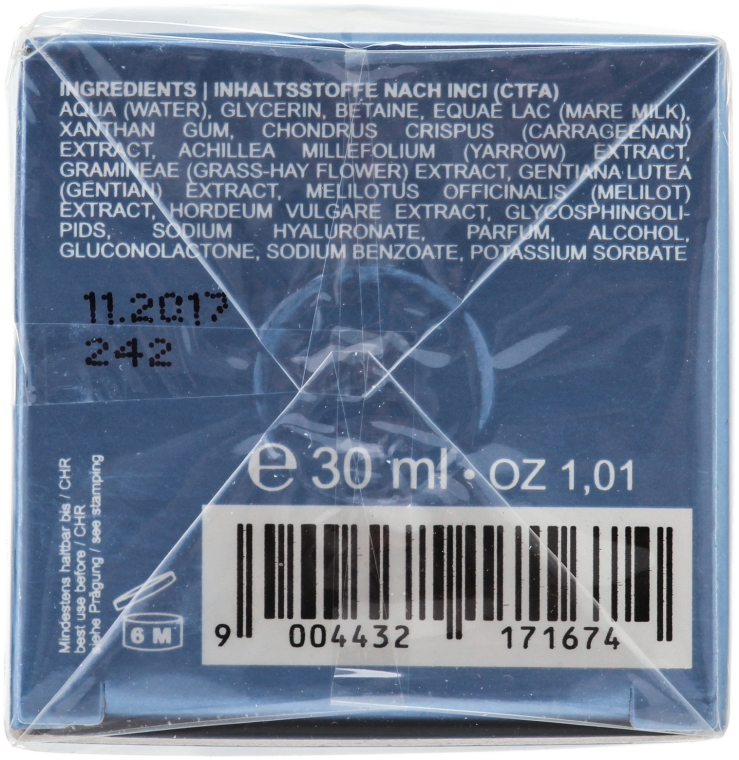 INGREDIENTS | INHALTSSTOFFE NACH INCI (CTFA)
AQUA (WATER), GLYCERIN, BETAINE, EQUAE LAC (MARE MILK),
XANTHAN GUM, CHONDRUS CRISPUS (CARRAGEENAN)
EXTRACT, ACHILLEA MILLEFOLIUM (YARROW) EXTRACT,
GRAMINEAE (GRASS-HAY FLOWER) EXTRACT, GENTIANA LUTEA
(GENTIAN) EXTRACT, MELILOTUS OFFICINALIS (MELILOT)
EXTRACT, HORDEUM VULGARE EXTRACT, GLYCOSPHINGOLI-
PIDS, SODIUM HYALURONATE, PARFUM, ALCOHOL,
GLUCONOLACTONE, SODIUM BENZOATE, POTASSIUM SORBATE
11.2017
242
Mindestens haltbar bis / CHR
best use before / CHR
siehe Prägung / see stamping
6 M
e 30 ml · OZ 1,01
9 004432 171674